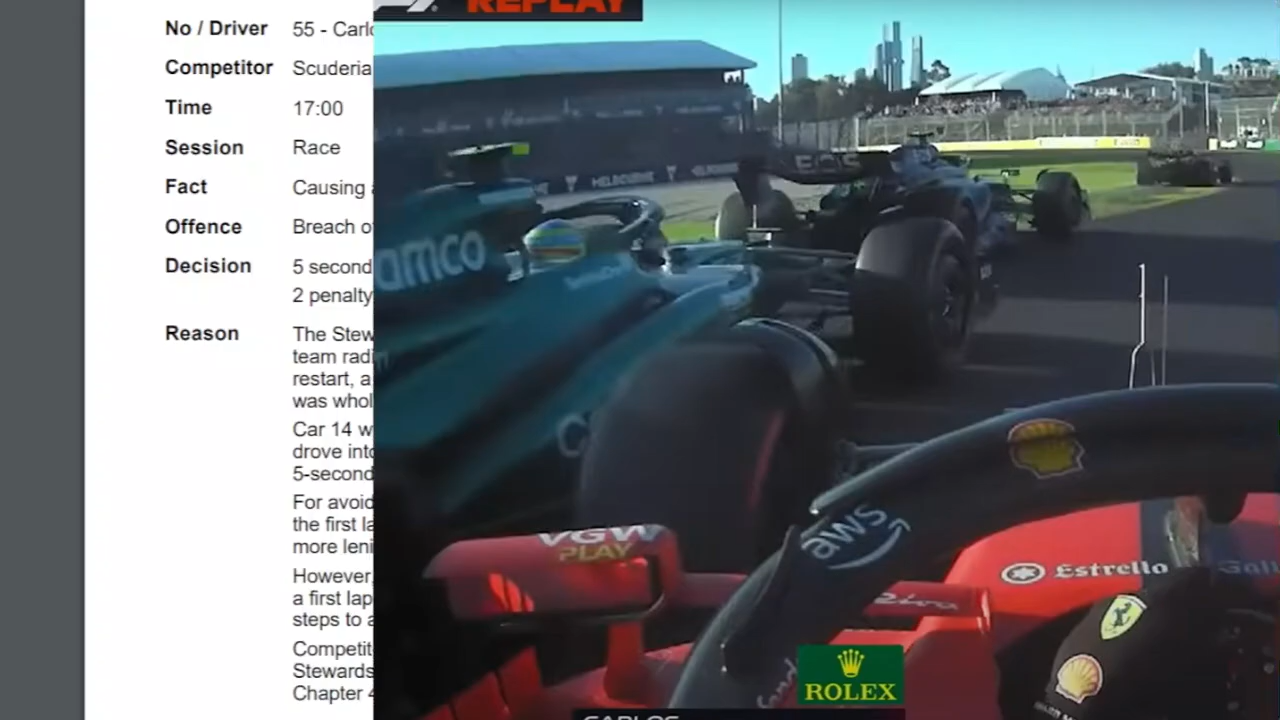 No / Driver 55 - Carl
Competitor Scuderia
Time 17:00
Session Race
Fact Causing
Offence Breach
Decision 5 second
2 penalty
Reason The Stew
team radi
restart, a
was whol
Car 14 w
drove into
5-second
For avoid
the first la
more leni
However,
a first lap
steps to a
Competit
Stewards
Chapter 4
REPLAY
MELBOURNE
amco
VGW
PLAY
aws
Estrello
Gali
ROLEX
CARLOS